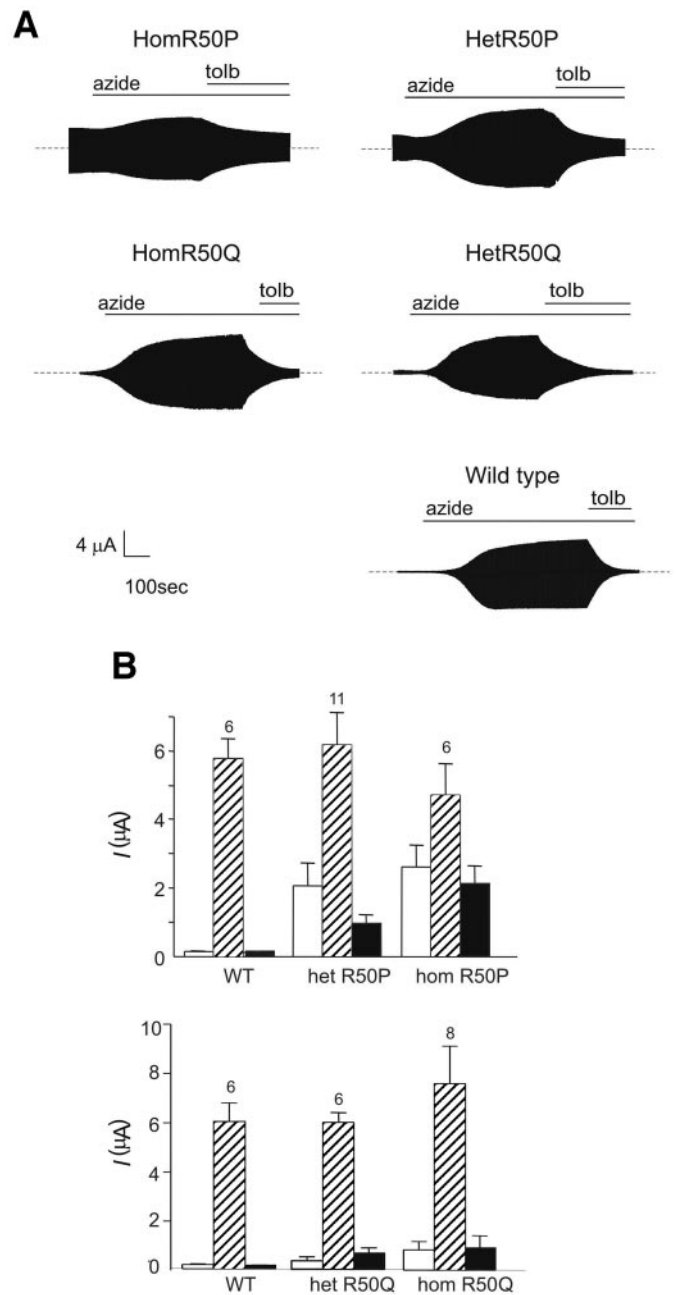 A
HomR50P
HetR50P
tolb
tolb
azide
azide
HomR50Q
HetR50Q
tolb
tolb
azide
azide
Wild type
tolb
azide
4 μA
100sec
B
11
6
6
6
4
2
0
I (μA)
WT
het R50P
hom R50P
10
8
8
6
6
6
4
2
0
I (μA)
WT
het R50Q
hom R50Q